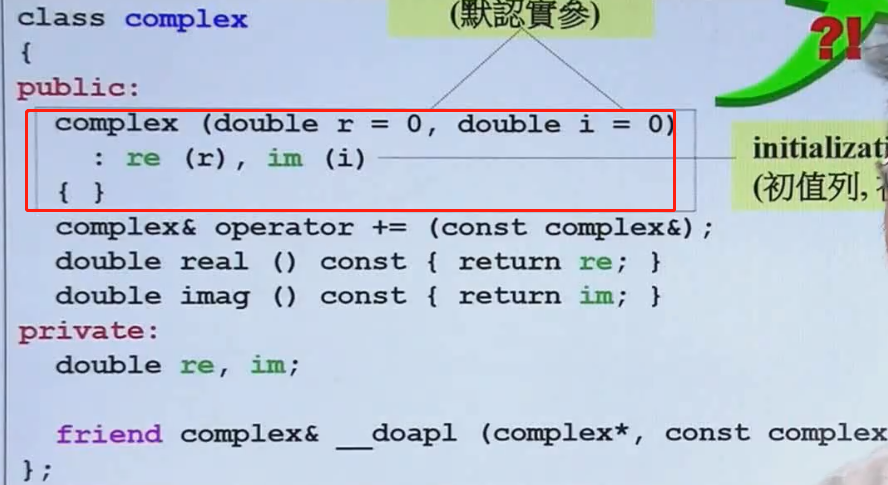 (默認實參)
class complex
{
public:
complex (double r = 0, double i = 0)
: re (r), im (i)
{ }
initializati
(初值列,
complex& operator += (const complex&);
double real () const { return re; }
double imag () const { return im; }
private:
double re, im;
friend complex& __doapl (complex*, const complex
};
?!